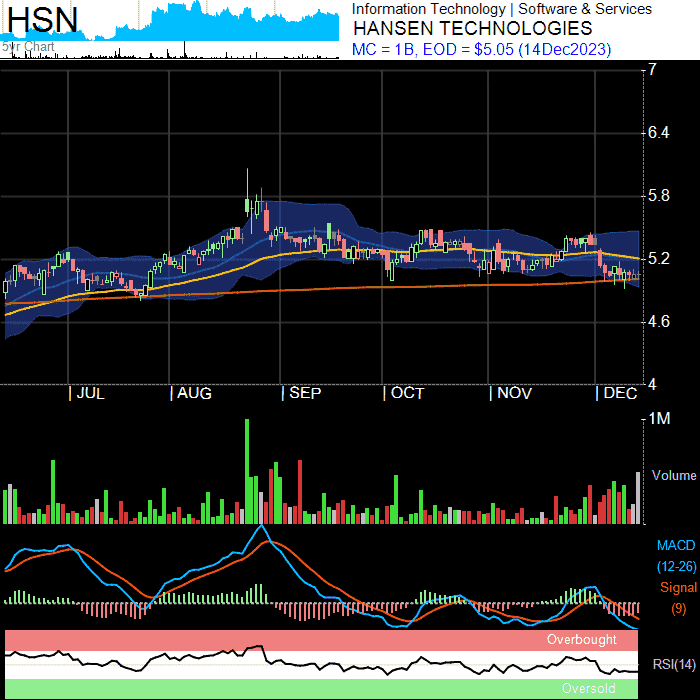 HSN
5yr Chart
Information Technology | Software & Services
HANSEN TECHNOLOGIES
MC = 1B, EOD = $5.05 (14Dec2023)
7
6.4
5.8
5.2
4.6
4
| JUL | AUG | SEP | OCT | NOV | DEC
1M
Volume
MACD
(12-26)
Signal
(9)
Overbought
RSI(14)
Oversold